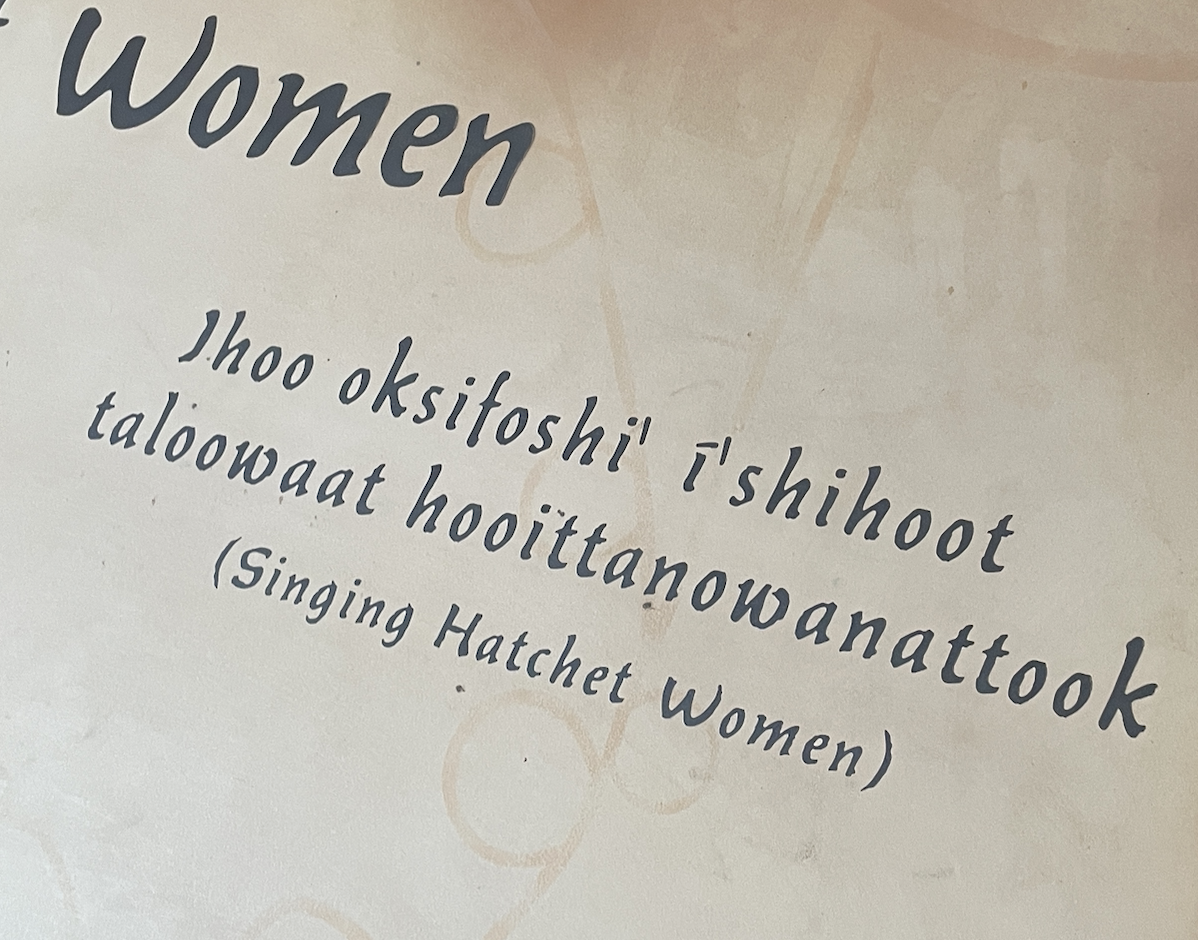 Women
Ihoo oksifoshi' ī'shihoot
taloowaat hooittanowanattook
(Singing Hatchet Women)